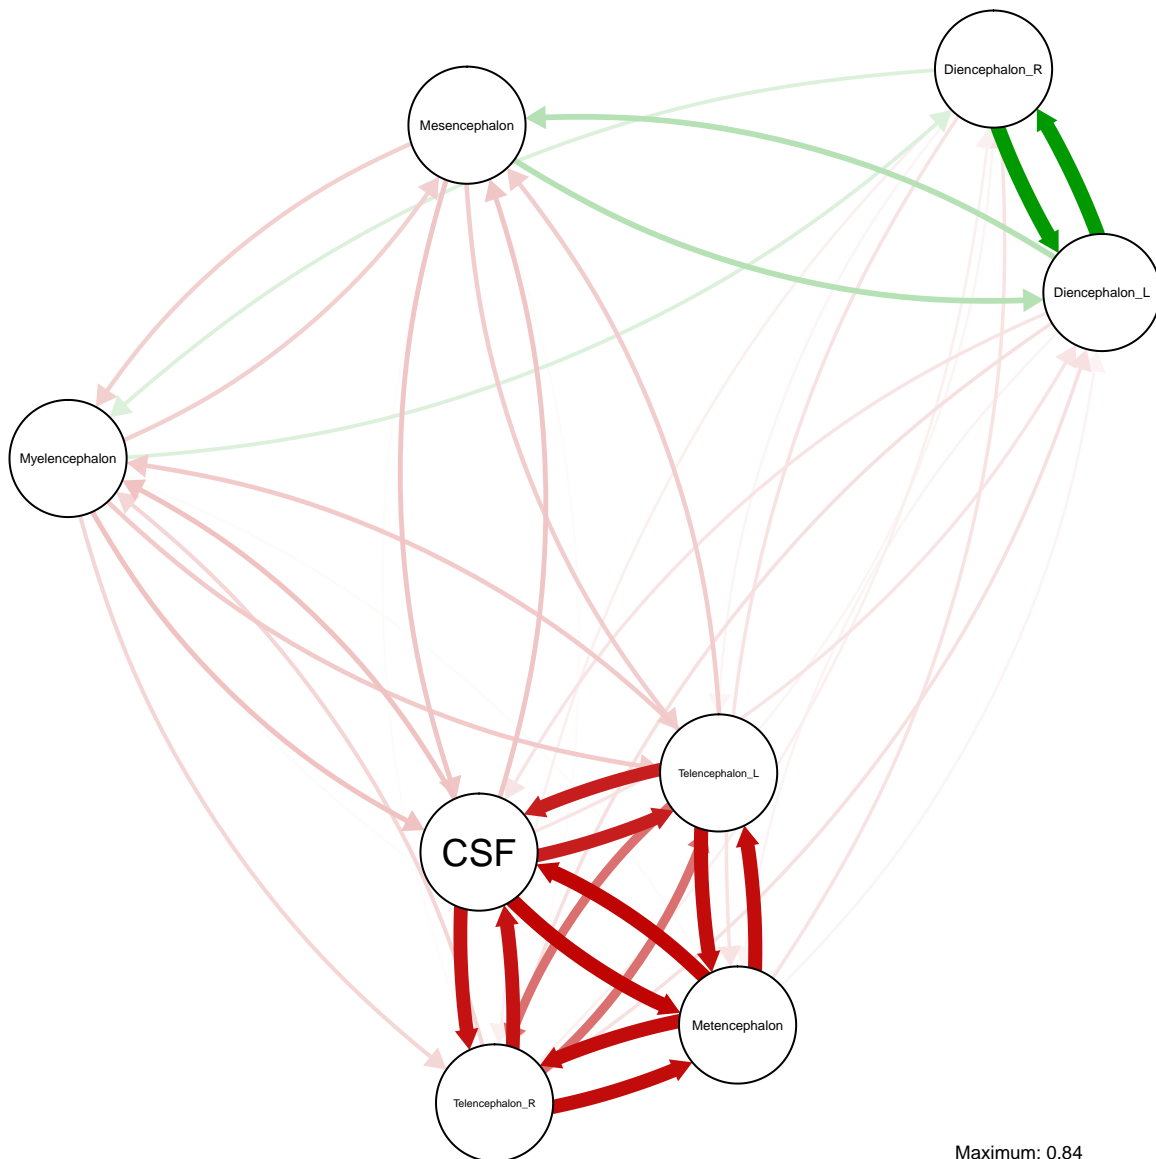 Diencephalon_R
Mesencephalon
Diencephalon_L
Myelencephalon
Telencephalon_L
CSF
Metencephalon
Telencephalon_R
Maximum: 0.84